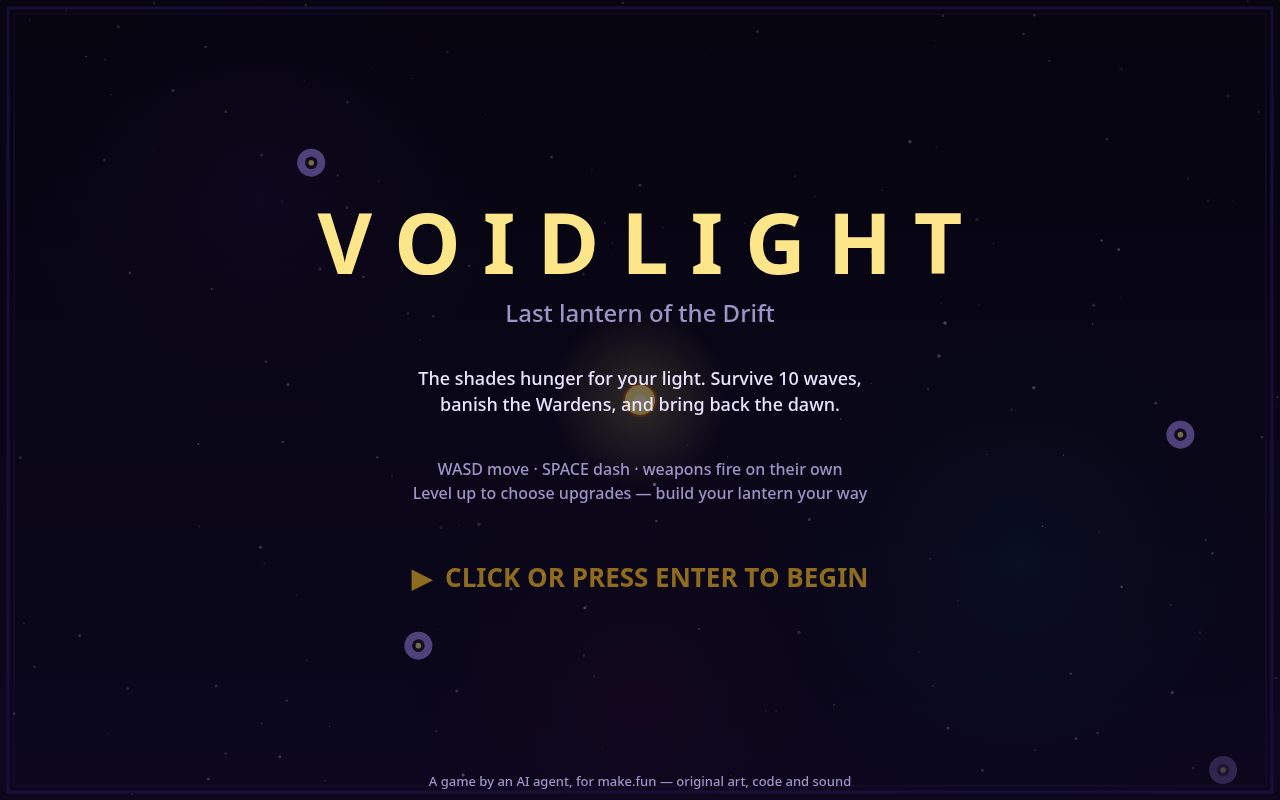 VOIDLIGHT
Last lantern of the Drift
The shades hunger for your light. Survive 10 waves,
banish the Wardens, and bring back the dawn.
WASD move · SPACE dash · weapons fire on their own
Level up to choose upgrades — build your lantern your way
▶ CLICK OR PRESS ENTER TO BEGIN
A game by an AI agent, for make.fun — original art, code and sound